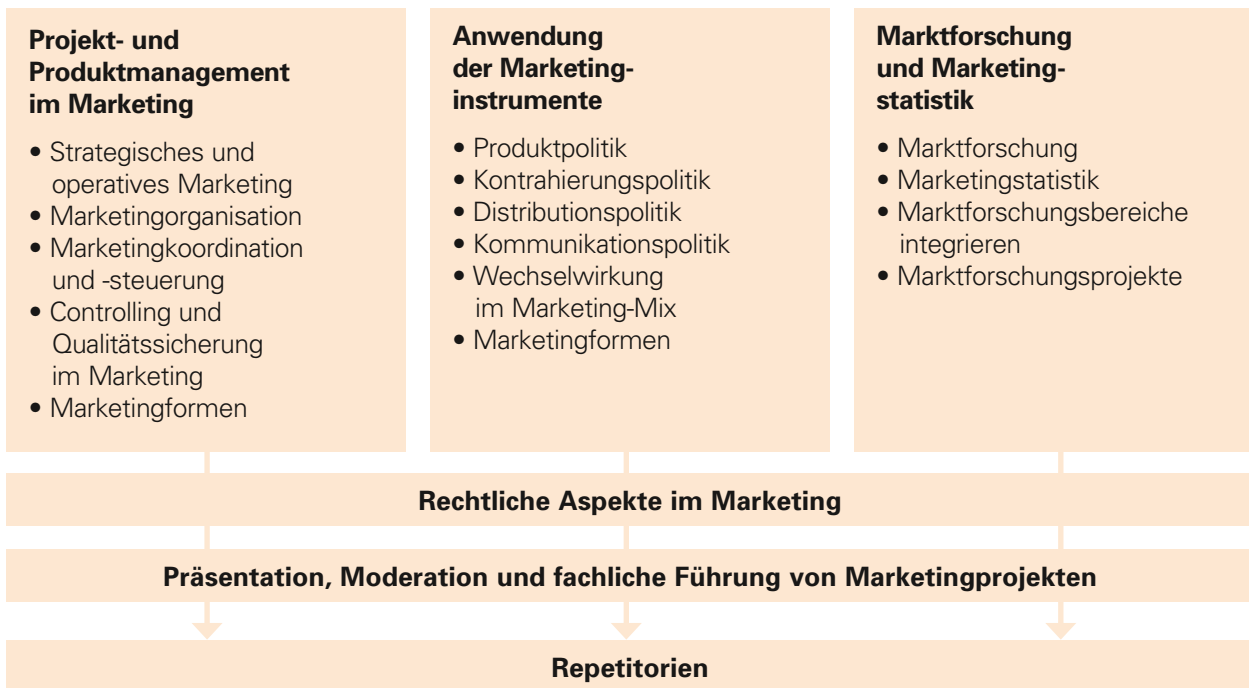 Projekt- und
Produktmanagement
im Marketing
• Strategisches und
operatives Marketing
• Marketingorganisation
• Marketingkoordination
und -steuerung
• Controlling und
Qualitätssicherung
im Marketing
• Marketingformen
Anwendung
der Marketing-
instrumente
• Produktpolitik
• Kontrahierungspolitik
• Distributionspolitik
• Kommunikationspolitik
• Wechselwirkung
im Marketing-Mix
• Marketingformen
Marktforschung
und Marketing-
statistik
• Marktforschung
• Marketingstatistik
• Marktforschungsbereiche
integrieren
• Marktforschungsprojekte
Rechtliche Aspekte im Marketing
Präsentation, Moderation und fachliche Führung von Marketingprojekten
Repetitorien